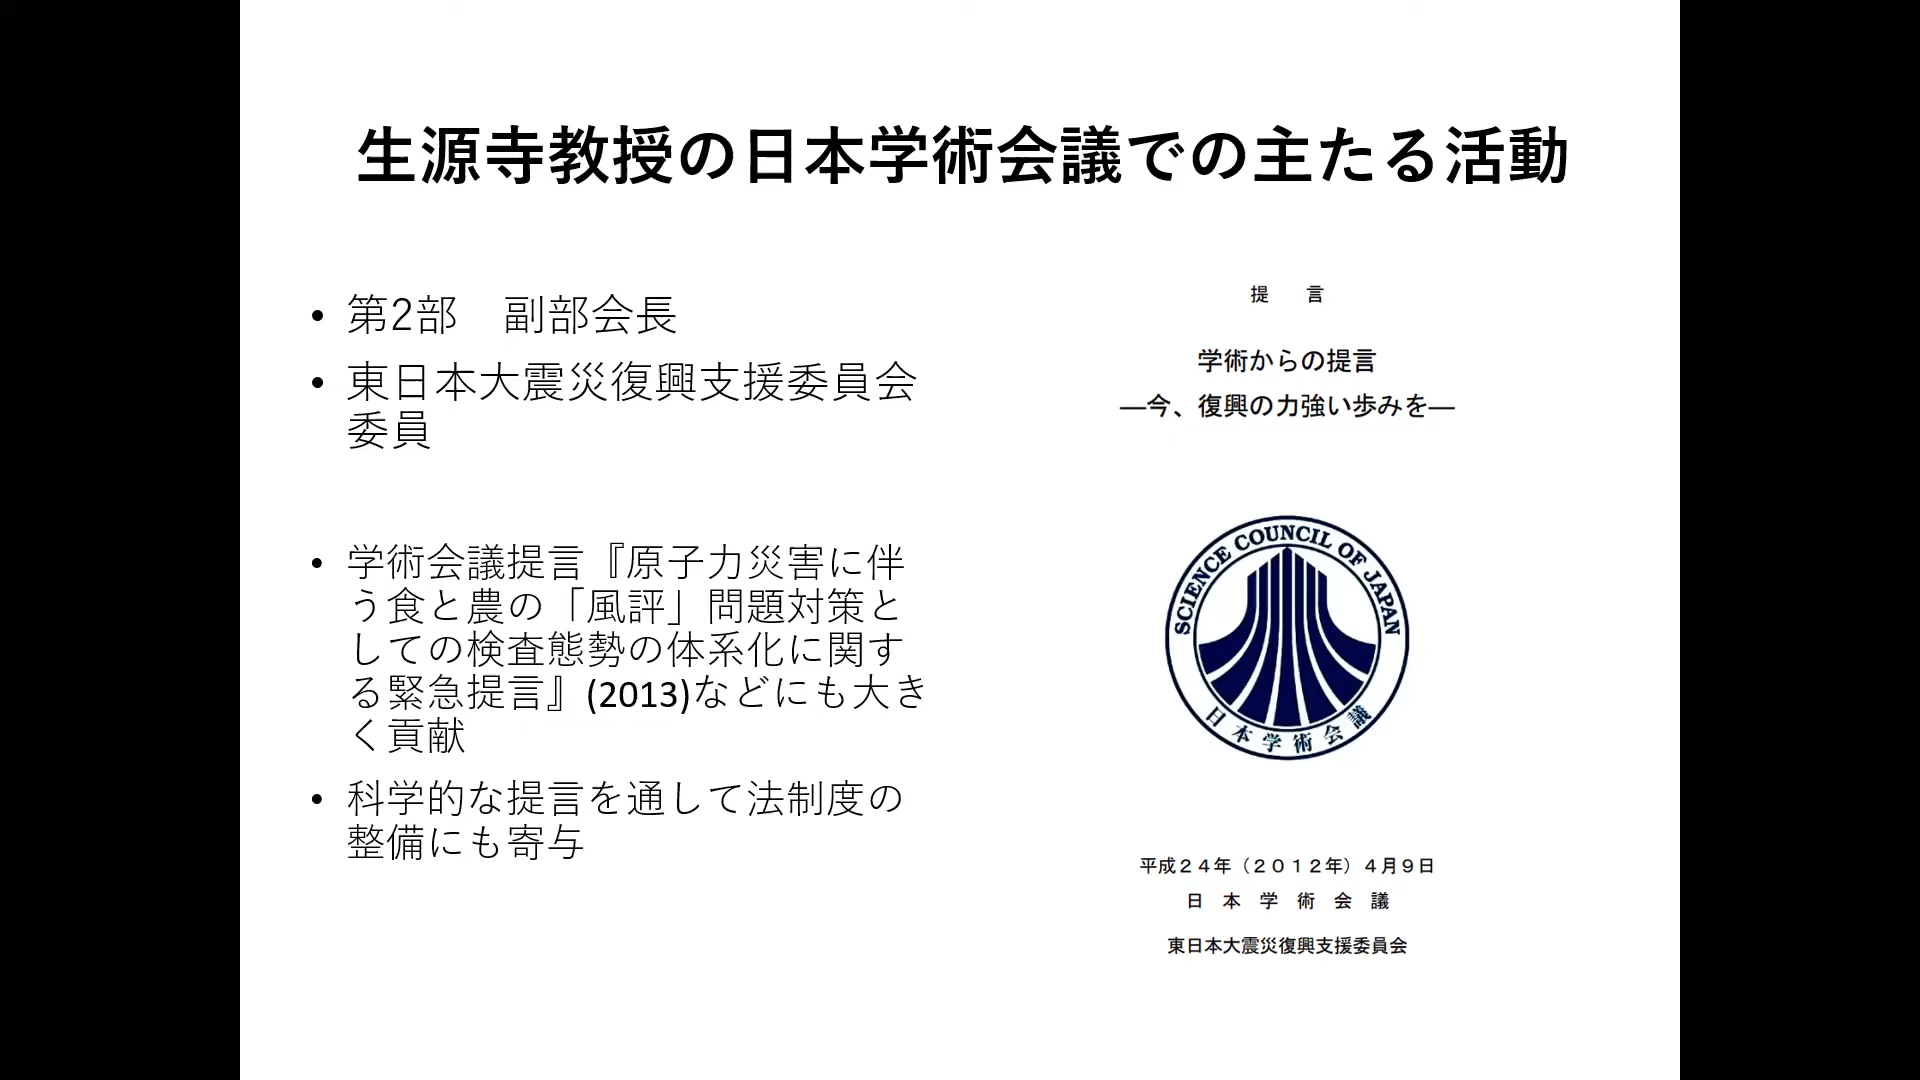 生源寺教授の日本学術会議での主たる活動
• 第2部　副部会長
• 東日本大震災復興支援委員会
委員
• 学術会議提言『原子力災害に伴
う食と農の「風評」問題対策と
しての検査態勢の体系化に関す
る緊急提言』(2013)などにも大き
く貢献
• 科学的な提言を通して法制度の
整備にも寄与
提　言
学術からの提言
―今、復興の力強い歩みを―
SCIENCE COUNCIL OF JAPAN
日本学術会議
平成２４年（２０１２年）４月９日
日　本　学　術　会　議
東日本大震災復興支援委員会